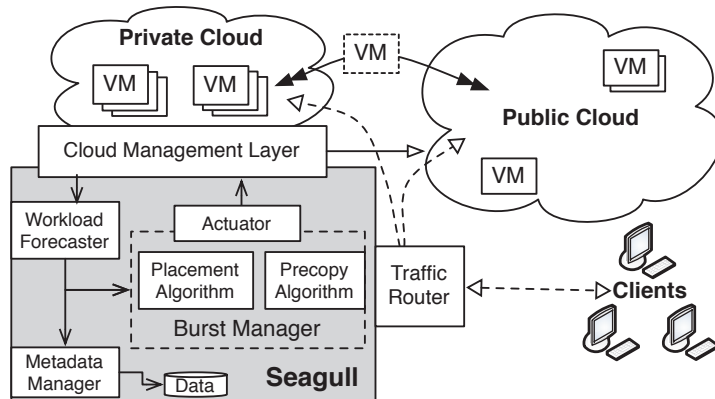 Private Cloud
VM
VM
VM
VM
Public Cloud
VM
Cloud Management Layer
Workload
Forecaster
Actuator
Placement
Algorithm
Precopy
Algorithm
Burst Manager
Traffic
Router
Clients
Metadata
Manager
Data
Seagull